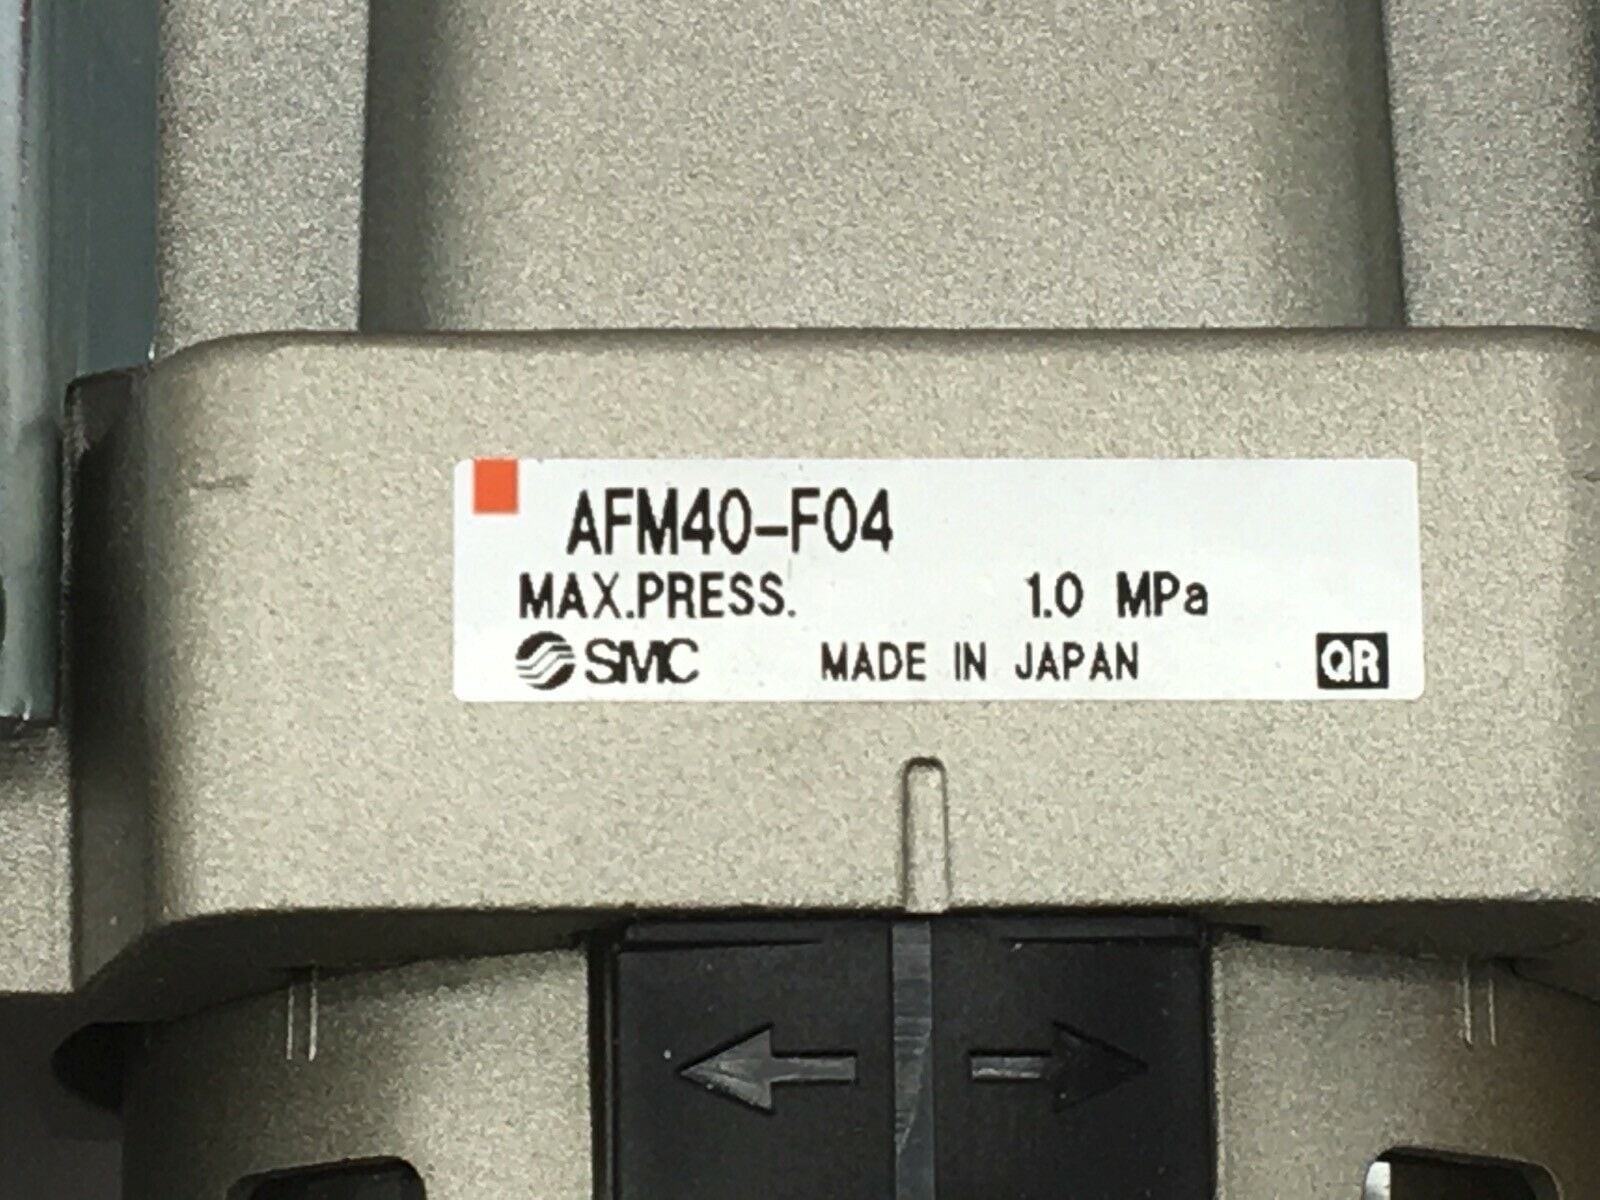 AFM40-F04
MAX.PRESS. 1.0 MPa
SMC MADE IN JAPAN QR